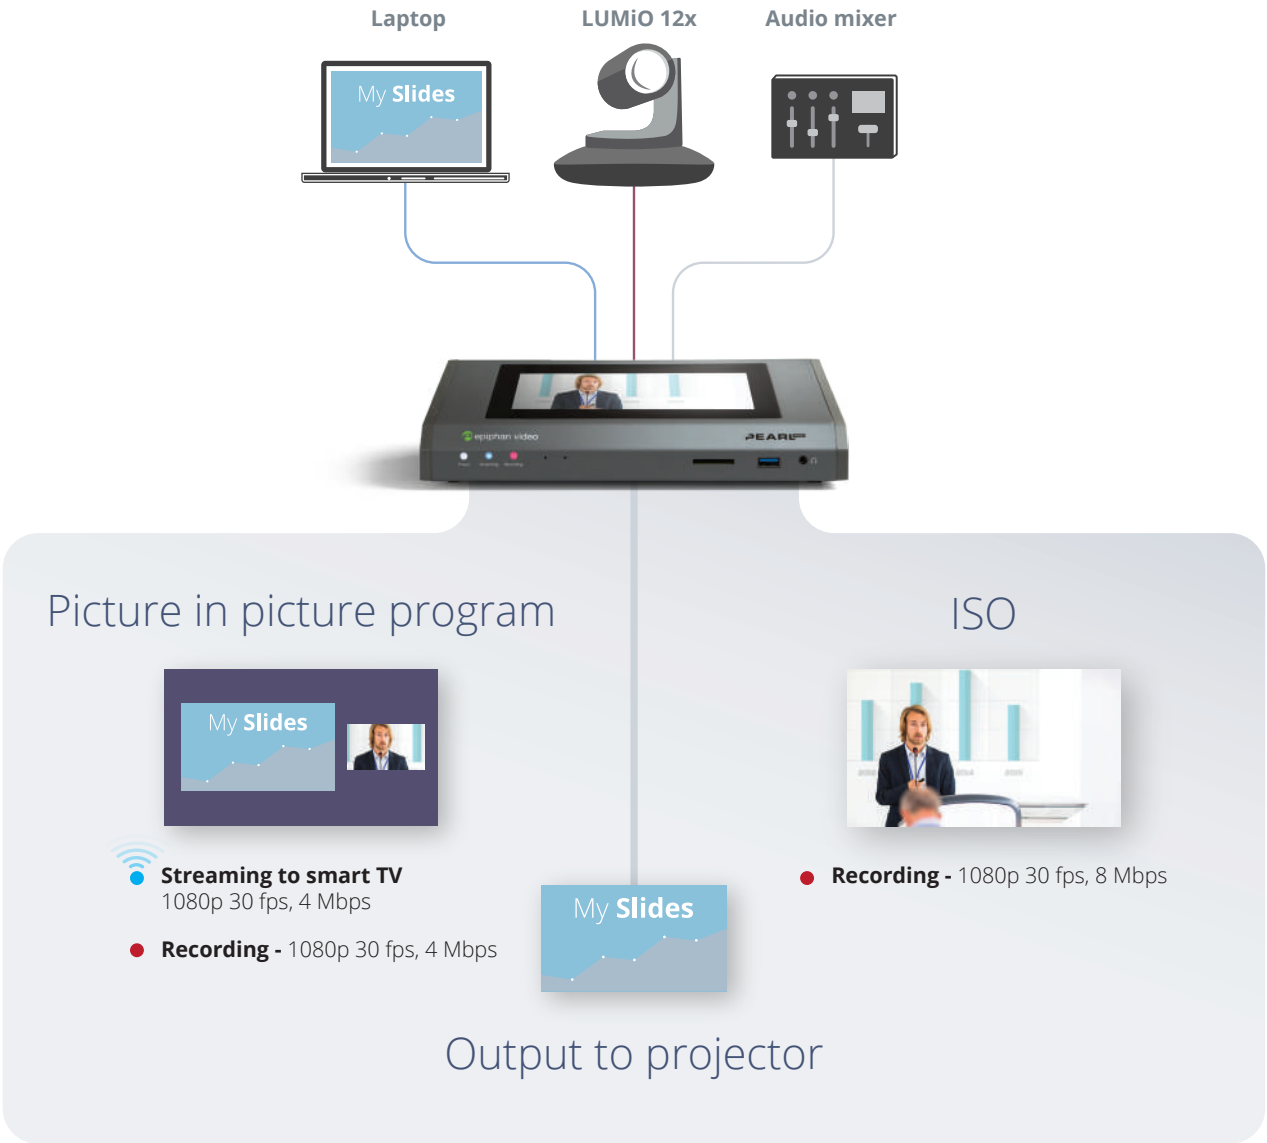 Laptop
LUMiO 12x
Audio mixer
My Slides
epiphan video
PEARL
Picture in picture program
ISO
My Slides
2014
Streaming to smart TV
1080p 30 fps, 4 Mbps
Recording - 1080p 30 fps, 4 Mbps
Recording - 1080p 30 fps, 8 Mbps
My Slides
Output to projector